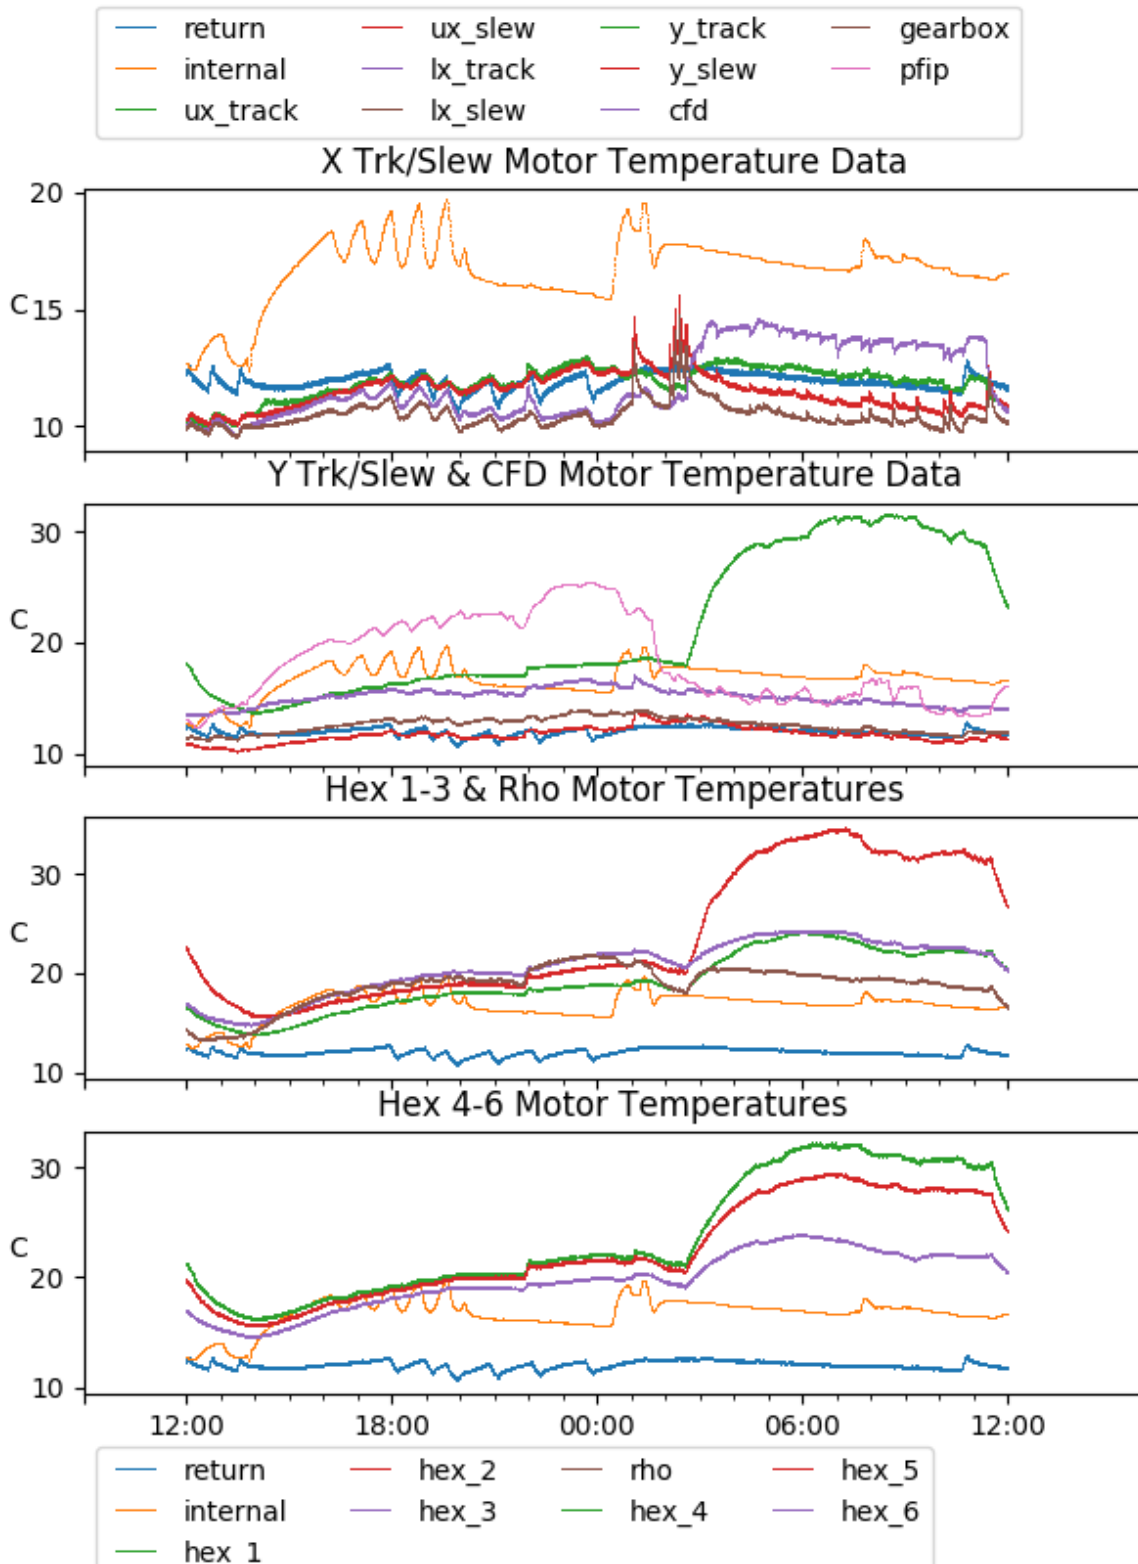 return ux_slew y_track gearbox
internal lx_track y_slew pfip
ux_track lx_slew cfd
X Trk/Slew Motor Temperature Data
20
C 15
10
Y Trk/Slew & CFD Motor Temperature Data
30
C
20
10
Hex 1-3 & Rho Motor Temperatures
30
C
20
10
Hex 4-6 Motor Temperatures
30
C
20
10
12:00 18:00 00:00 06:00 12:00
return hex_2 rho hex_5
internal hex_3 hex_4 hex_6
hex_1